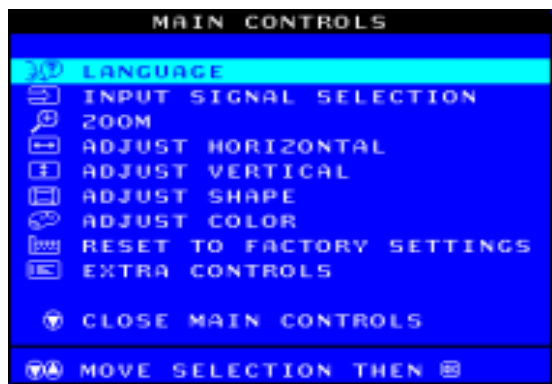 MAIN CONTROLS
LANGUAGE
INPUT SIGNAL SELECTION
ZOOM
ADJUST HORIZONTAL
ADJUST VERTICAL
ADJUST SHAPE
ADJUST COLOR
RESET TO FACTORY SETTINGS
EXTRA CONTROLS
CLOSE MAIN CONTROLS
MOVE SELECTION THEN